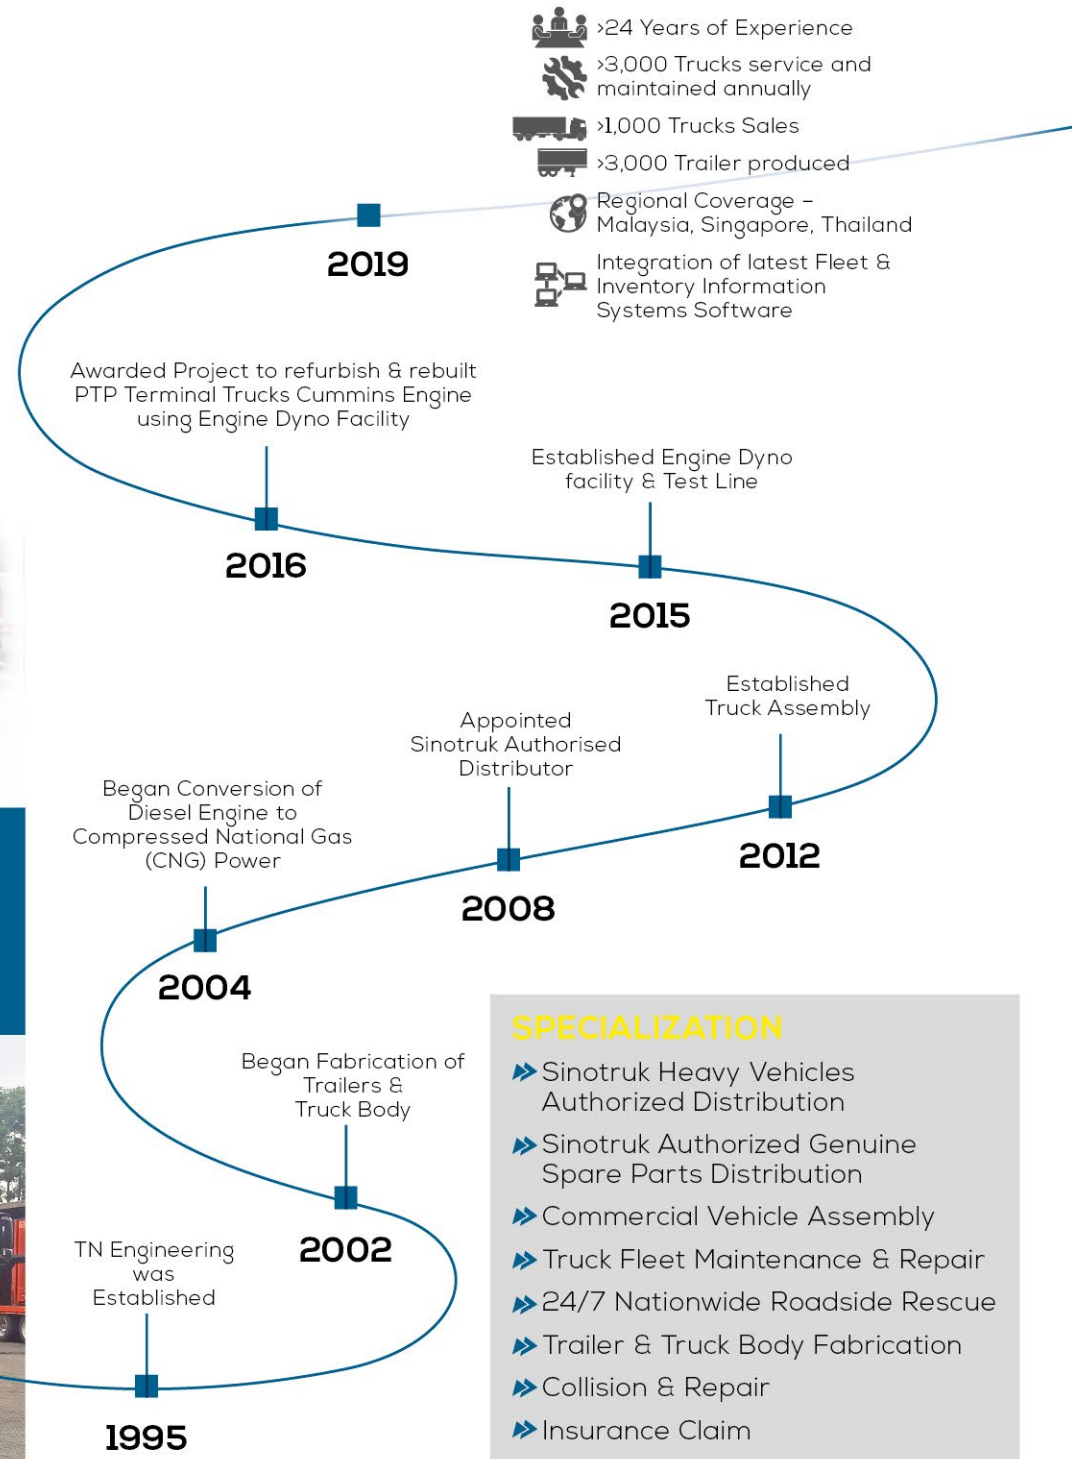 >24 Years of Experience
>3,000 Trucks service and
maintained annually
>1,000 Trucks Sales
>3,000 Trailer produced
Regional Coverage –
Malaysia, Singapore, Thailand
Integration of latest Fleet &
Inventory Information
Systems Software
2019
Awarded Project to refurbish & rebuilt
PTP Terminal Trucks Cummins Engine
using Engine Dyno Facility
2016
Established Engine Dyno
facility & Test Line
2015
Established
Truck Assembly
2012
Appointed
Sinotruk Authorised
Distributor
2008
Began Conversion of
Diesel Engine to
Compressed National Gas
(CNG) Power
2004
Began Fabrication of
Trailers &
Truck Body
2002
TN Engineering
was
Established
1995
SPECIALIZATION
Sinotruk Heavy Vehicles
Authorized Distribution
Sinotruk Authorized Genuine
Spare Parts Distribution
Commercial Vehicle Assembly
Truck Fleet Maintenance & Repair
24/7 Nationwide Roadside Rescue
Trailer & Truck Body Fabrication
Collision & Repair
Insurance Claim